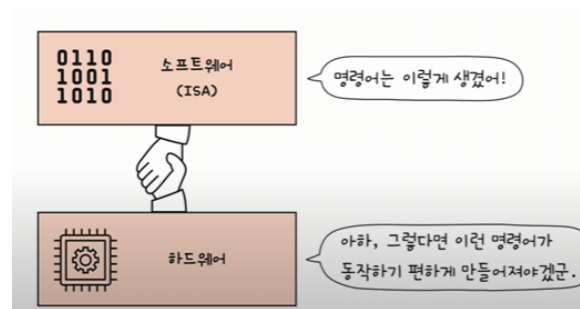 0110
1001
1010
소프트웨어
(ISA)
명령어는 이렇게 생겼어!
하드웨어
아하, 그렇다면 이런 명령어가
동작하기 편하게 만들어져야겠군.